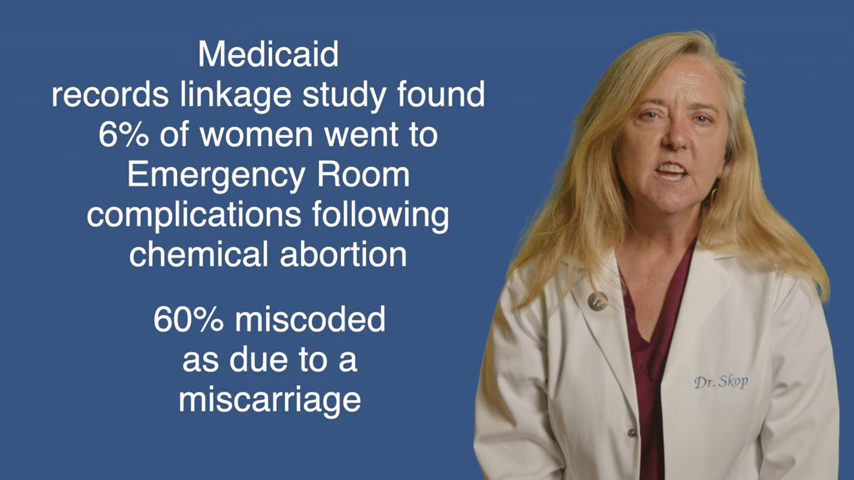 Medicaid
records linkage study found
6% of women went to
Emergency Room
complications following
chemical abortion
60% miscoded
as due to a
miscarriage
Dr. Skop